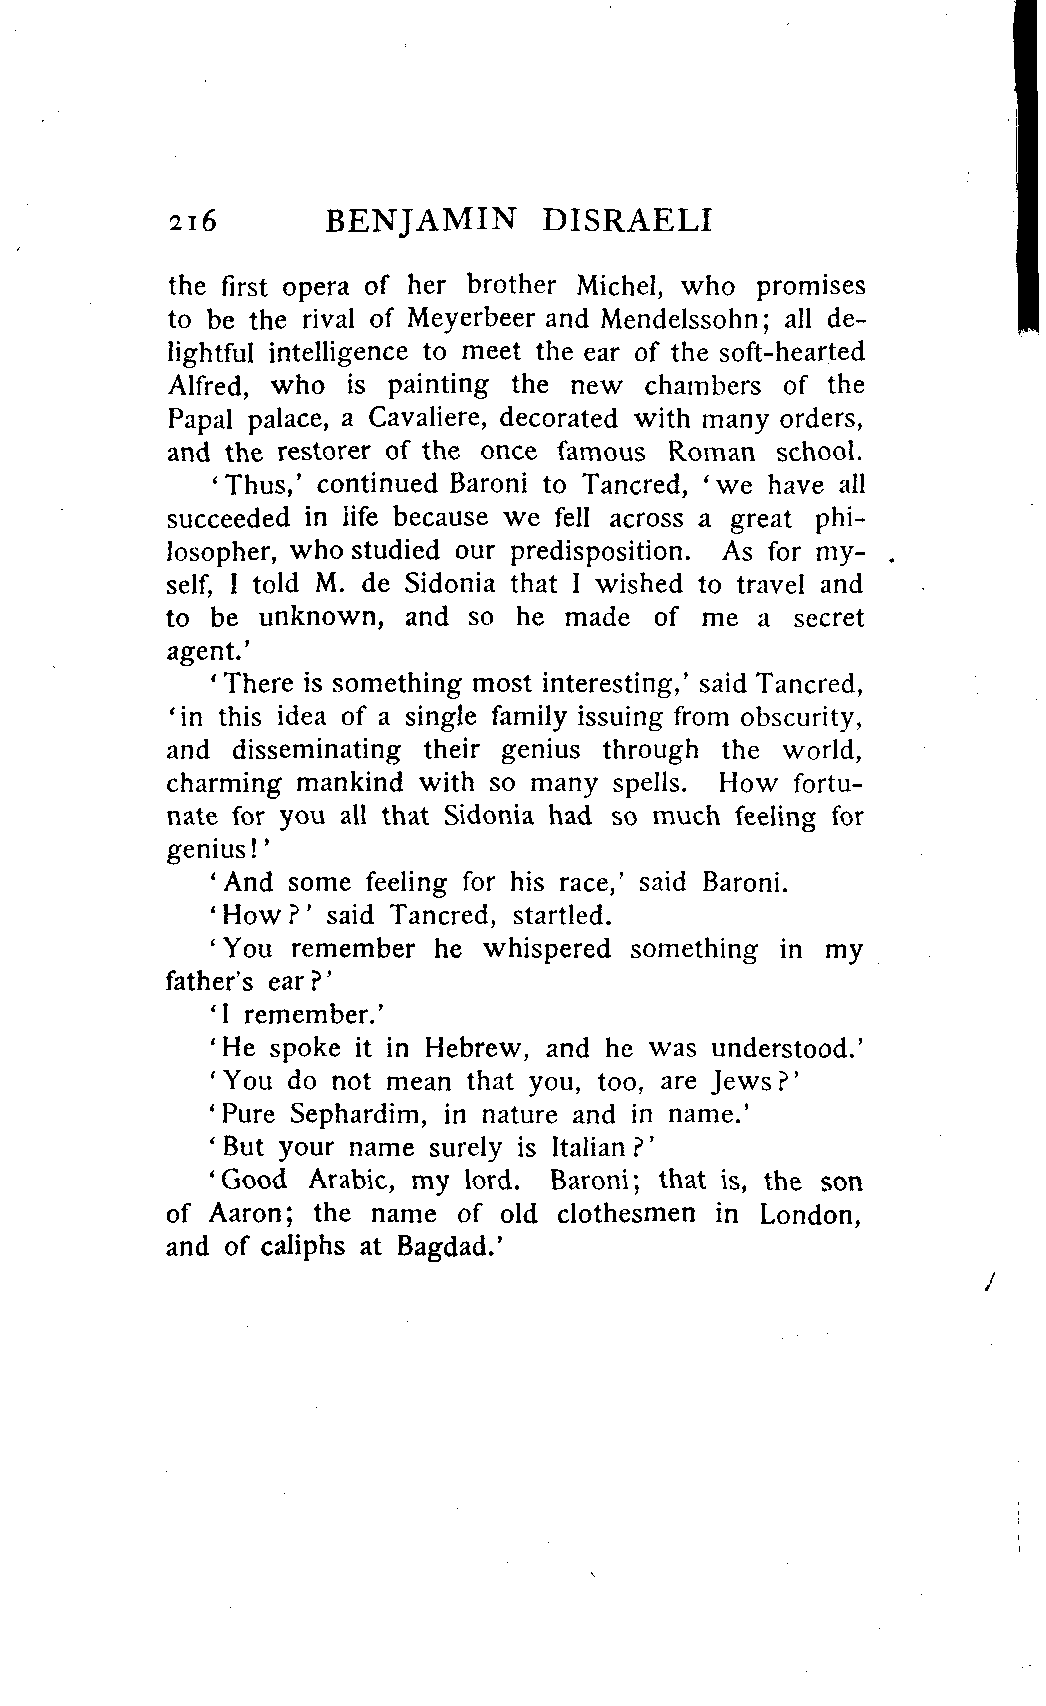 216 BENJAMIN DISRAELI
the first opera of her brother Michel, who promises
to be the rival of Meyerbeer and Mendelssohn; all de-
lightful intelligence to meet the ear of the soft-hearted
Alfred, who is painting the new chambers of the
Papal palace, a Cavaliere, decorated with many orders,
and the restorer of the once famous Roman school.
'Thus,' continued Baroni to Tancred, 'we have all
succeeded in life because we fell across a great phi-
losopher, who studied our predisposition. As for my-
self, I told M. de Sidonia that I wished to travel and
to be unknown, and so he made of me a secret
agent.'
'There is something most interesting,' said Tancred,
'in this idea of a single family issuing from obscurity,
and disseminating their genius through the world,
charming mankind with so many spells. How fortu-
nate for you all that Sidonia had so much feeling for
genius!'
'And some feeling for his race,' said Baroni.
'How?' said Tancred, startled.
'You remember he whispered something in my
father's ear?'
'I remember.'
'He spoke it in Hebrew, and he was understood.'
'You do not mean that you, too, are Jews?'
'Pure Sephardim, in nature and in name.'
'But your name surely is Italian?'
'Good Arabic, my lord. Baroni; that is, the son
of Aaron; the name of old clothesmen in London,
and of caliphs at Bagdad.'